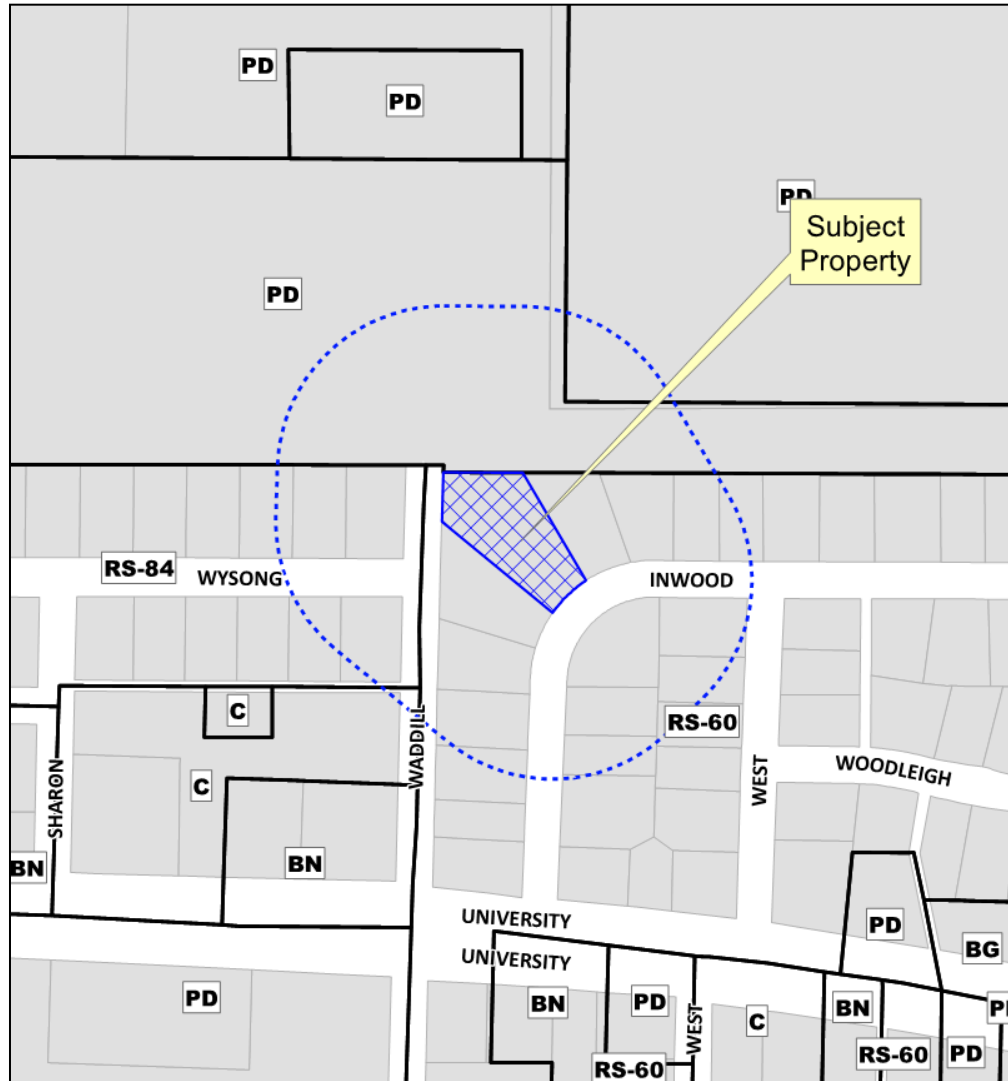 PD
PD
PD
Subject
Property
PD
RS-84
WYSONG
INWOOD
C
RS-60
WADDILL
SHARON
C
WEST
WOODLEIGH
BN
BN
UNIVERSITY
PD
BG
UNIVERSITY
PD
BN
PD
WEST
C
BN
RS-60
RS-60
PD